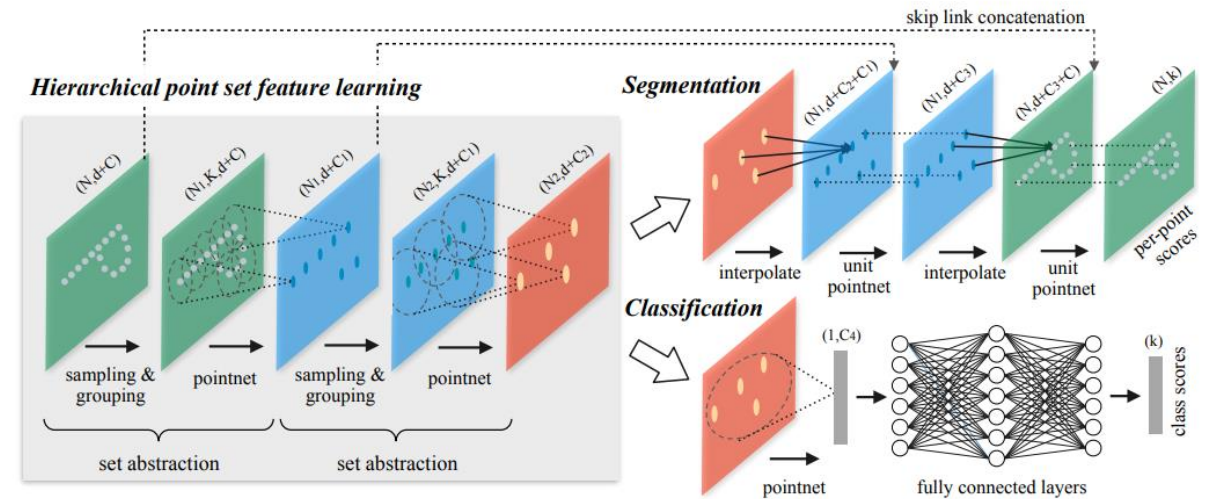 skip link concatenation
Hierarchical point set feature learning
(N,d+C)
(N1,K,d+C)
(N1,d+C1)
(N2,K,d+C1)
(N2,d+C2)
sampling &
grouping
pointnet
sampling &
grouping
pointnet
set abstraction
set abstraction
Segmentation
(N1,d+C2+C1)
(N1,d+C3)
(N,d+C3+C)
(N,k)
interpolate
unit
pointnet
interpolate
unit
pointnet
per-point
scores
Classification
(1,C4)
(k)
class scores
pointnet
fully connected layers